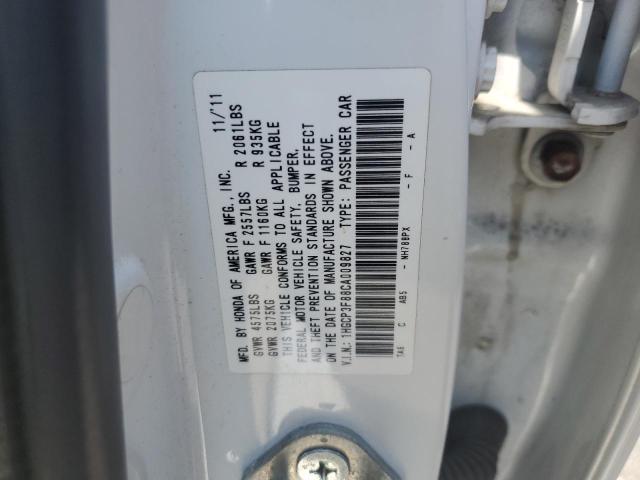 MFD. BY HONDA OF AMERICA MFG., INC. 11/'11
GVWR 4575LBS GAWR F 2557LBS R 2061LBS
GVWR 2075KG GAWR F 1160KG R 935KG
THIS VEHICLE CONFORMS TO ALL APPLICABLE
FEDERAL MOTOR VEHICLE SAFETY, BUMPER,
AND THEFT PREVENTION STANDARDS IN EFFECT
ON THE DATE OF MANUFACTURE SHOWN ABOVE.
V.I.N.: 1HGCP3F88CA009827 TYPE: PASSENGER CAR
TA6 C AB5 - NH788PX - F - A